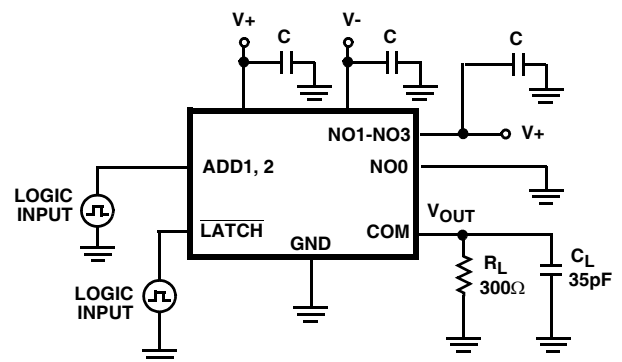 V+ V-
C C C
NO1-NO3 V+
ADD1, 2 NO0
LOGIC
INPUT
LATCH GND COM VOUT
RL
300Ω
CL
35pF
LOGIC
INPUT